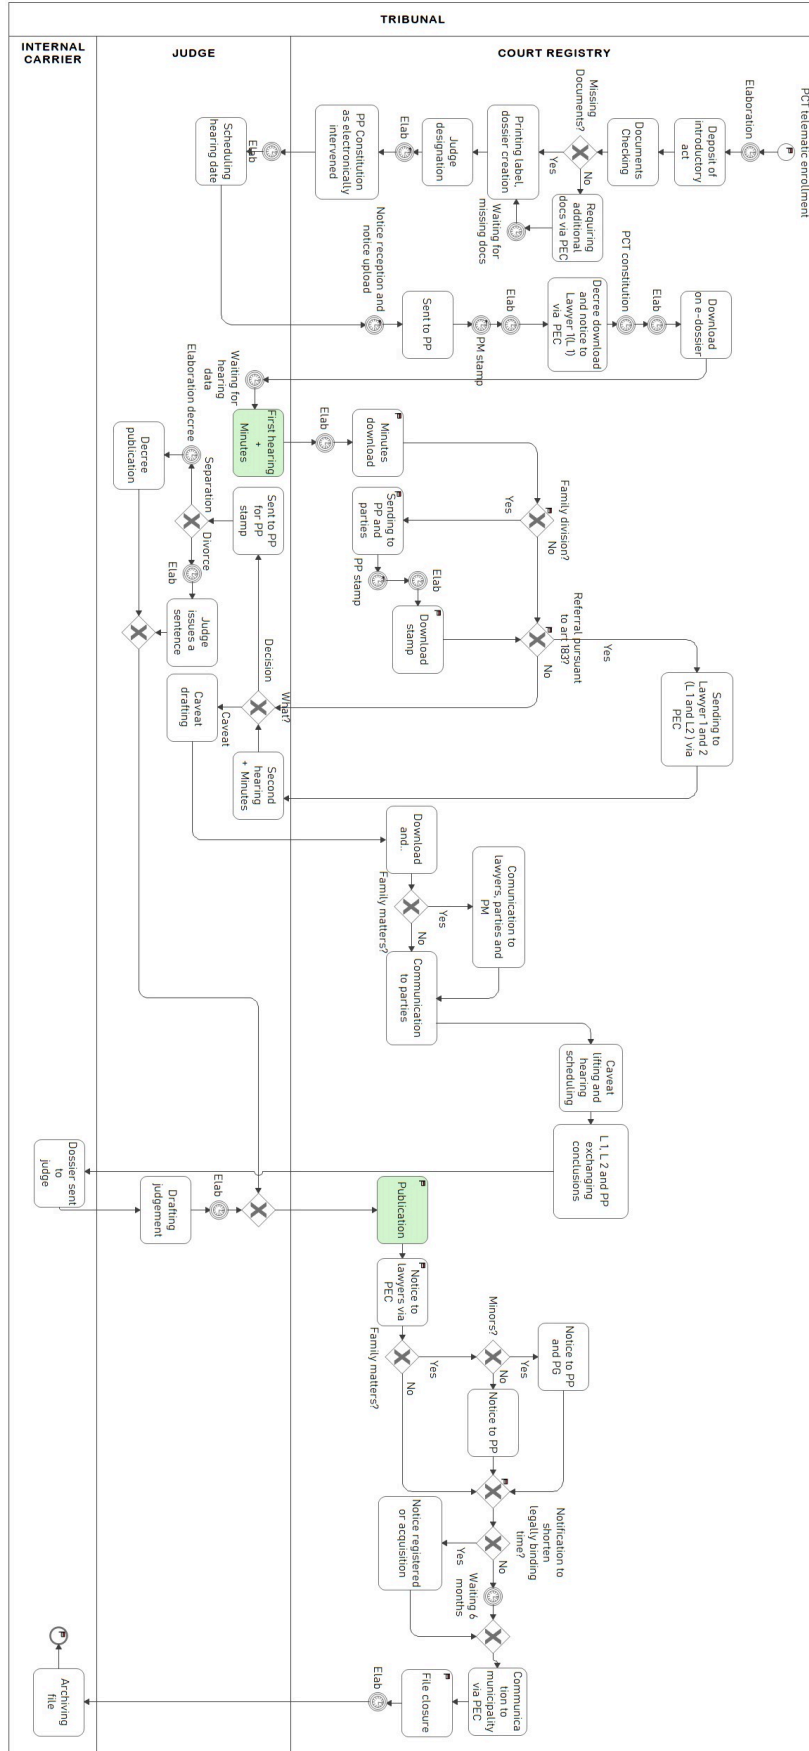 TRIBUNAL
INTERNAL
CARRIER
JUDGE
COURT REGISTRY
PCT telematic enrollment
Elaboration
Deposit of
introductory
act
Documents
Checking
Missing
Documents?
No
Yes
Requiring
additional
docs via PEC
Waiting for
missing docs
Printing label,
dossier creation
Judge
designation
Elab
PP Constitution
as electronically
intervened
Elab
Scheduling
hearing date
Notice reception and
notice upload
Sent to PP
PM stamp
Elab
Decree download
and notice to
Lawyer 1(L 1)
via PEC
PCT constitution
Elab
Download
on e-dossier
Waiting for
hearing
data
First hearing
+
Minutes
Elab
Minutes
download
Family division?
Yes
No
Sending to
PP and
parties
PP stamp
Elab
Download
stamp
Referral pursuant
to art 183?
Yes
No
Sending to
Lawyer 1 and 2
(L 1 and L2 ) via
PEC
Second
hearing
+ Minutes
What?
Decision
Caveat
Sent to PP
for PP
stamp
Separation
Divorce
Elaboration decree
Decree
publication
Elab
Judge
issues a
sentence
Caveat
drafting
Download
and..
Family matters?
Yes
No
Comunication to
lawyers, parties and
PM
Communication
to parties
Caveat
lifting and
hearing
scheduling
L 1, L 2 and PP
exchanging
conclusions
Dossier sent
to
judge
Drafting
judgement
Elab
Publication
Notice to
lawyers via
PEC
Family matters?
Yes
No
Minors?
Yes
No
Notice to PP
and PG
Notice to PP
Notification to
shorten
legally binding
time?
Yes
No
Notice registered
or acquisition
Waiting 6
months
Communica
tion to
municipality
via PEC
File closure
Elab
Archiving
file